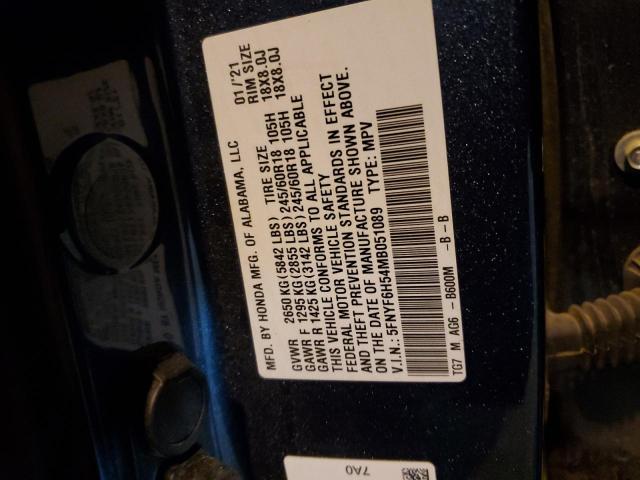 MFD. BY HONDA MFG. OF ALABAMA, LLC 01/'21
TIRE SIZE RIM SIZE
GVWR 2650 KG (5842 LBS)
GAWR F 1295 KG (2855 LBS) 245/60R18 105H 18X8.0J
GAWR R 1425 KG (3142 LBS) 245/60R18 105H 18X8.0J
THIS VEHICLE CONFORMS TO ALL APPLICABLE
FEDERAL MOTOR VEHICLE SAFETY
AND THEFT PREVENTION STANDARDS IN EFFECT
ON THE DATE OF MANUFACTURE SHOWN ABOVE.
V.I.N.: 5FNYF6H54MB051089 TYPE: MPV
TG7 M AG6 - B600M -B-B
7A0